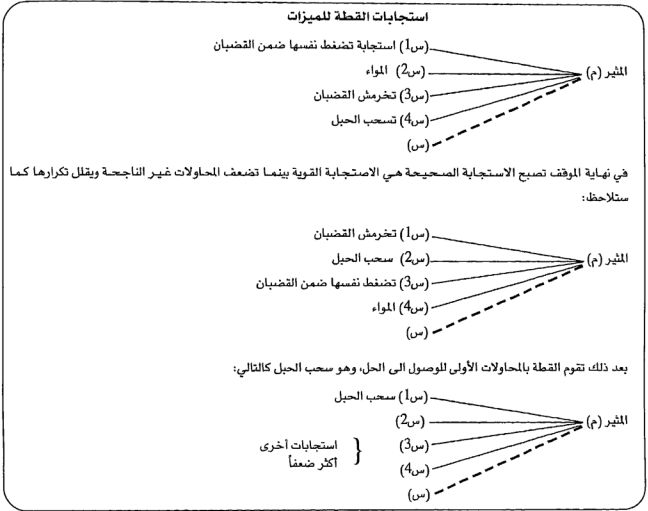 استجابات القطة للميزات
(س1) استجابة تضغط نفسها ضمن القضبان
المثير (م) (س2) المواء
(س3) تخرمش القضبان
(س4) تسحب الحبل
(س)
في نهاية الموقف تصبح الاستجابة الصحيحة هي الاصتجابة القوية بينما تضعف المحاولات غير الناجحة ويقلل تكرارها كما
ستلاحظ:
(س1) تخرمش القضبان
المثير (م) (س2) سحب الحبل
(س3) تضغط نفسها ضمن القضبان
(س4) المواء
(س)
بعد ذلك تقوم القطة بالمحاولات الأولى للوصول الى الحل، وهو سحب الحبل كالتالي:
(س1) سحب الحبل
المثير (م) (س2)
(س3) } استجابات أخرى
(س4) أكثر ضعفاً
(س)